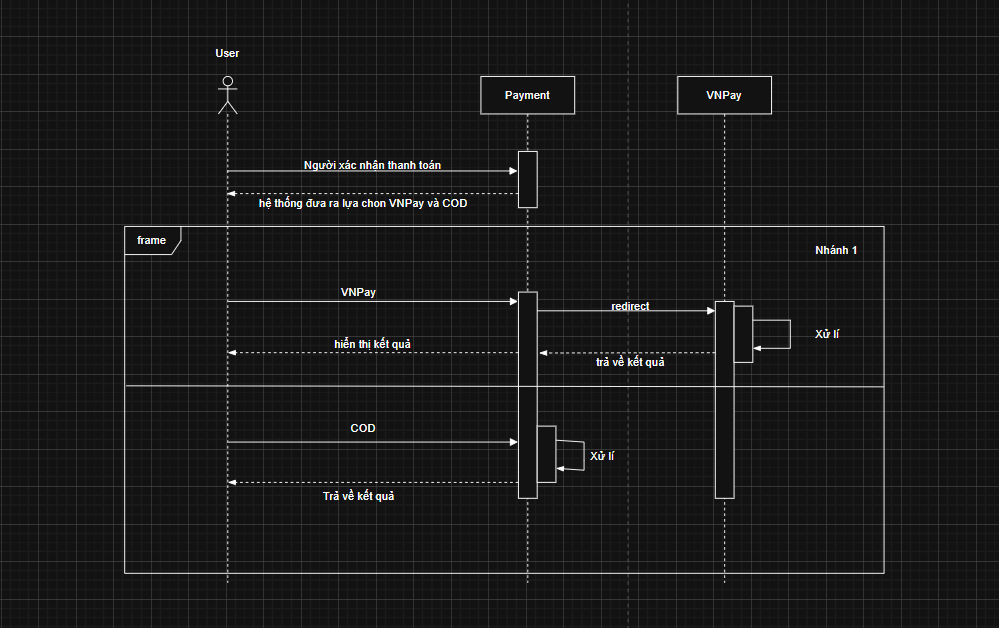 User
Payment
VNPay
Người xác nhận thanh toán
hệ thống đưa ra lựa chon VNPay và COD
frame
Nhánh 1
VNPay
redirect
Xử lí
hiển thị kết quả
trả về kết quả
COD
Xử lí
Trả về kết quả